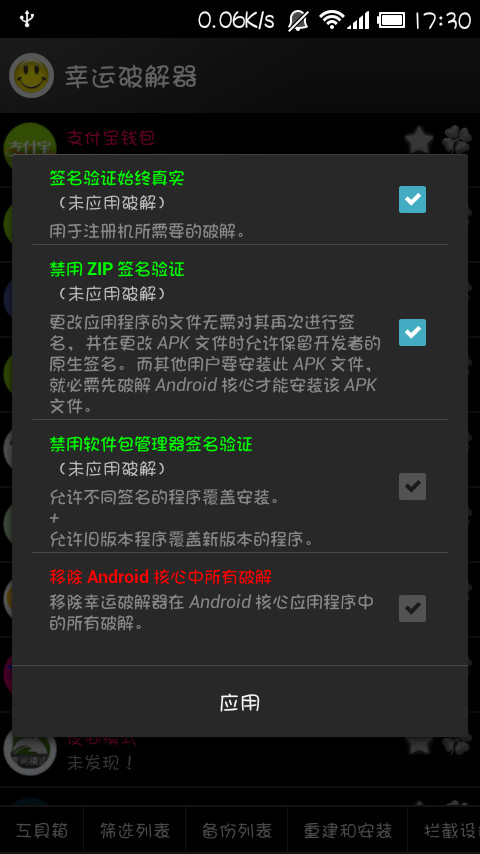 0.06K/s 17:30
幸运破解器
支付宝钱包
支付宝
签名验证始终真实
（未应用破解）
用于注册机所需要的破解。
禁用 ZIP 签名验证
（未应用破解）
更改应用程序的文件无需对其再次进行签
名，并在更改 APK 文件时允许保留开发者的
原生签名。而其他用户要安装此 APK 文件，
就必需先破解 Android 核心才能安装该 APK
文件。
禁用软件包管理器签名验证
（未应用破解）
允许不同签名的程序覆盖安装。
+
允许旧版本程序覆盖新版本的程序。
移除 Android 核心中所有破解
移除幸运破解器在 Android 核心应用程序中
的所有破解。
应用
夜间模式
未发现！
工具箱 筛选列表 备份列表 重建和安装 拦截设